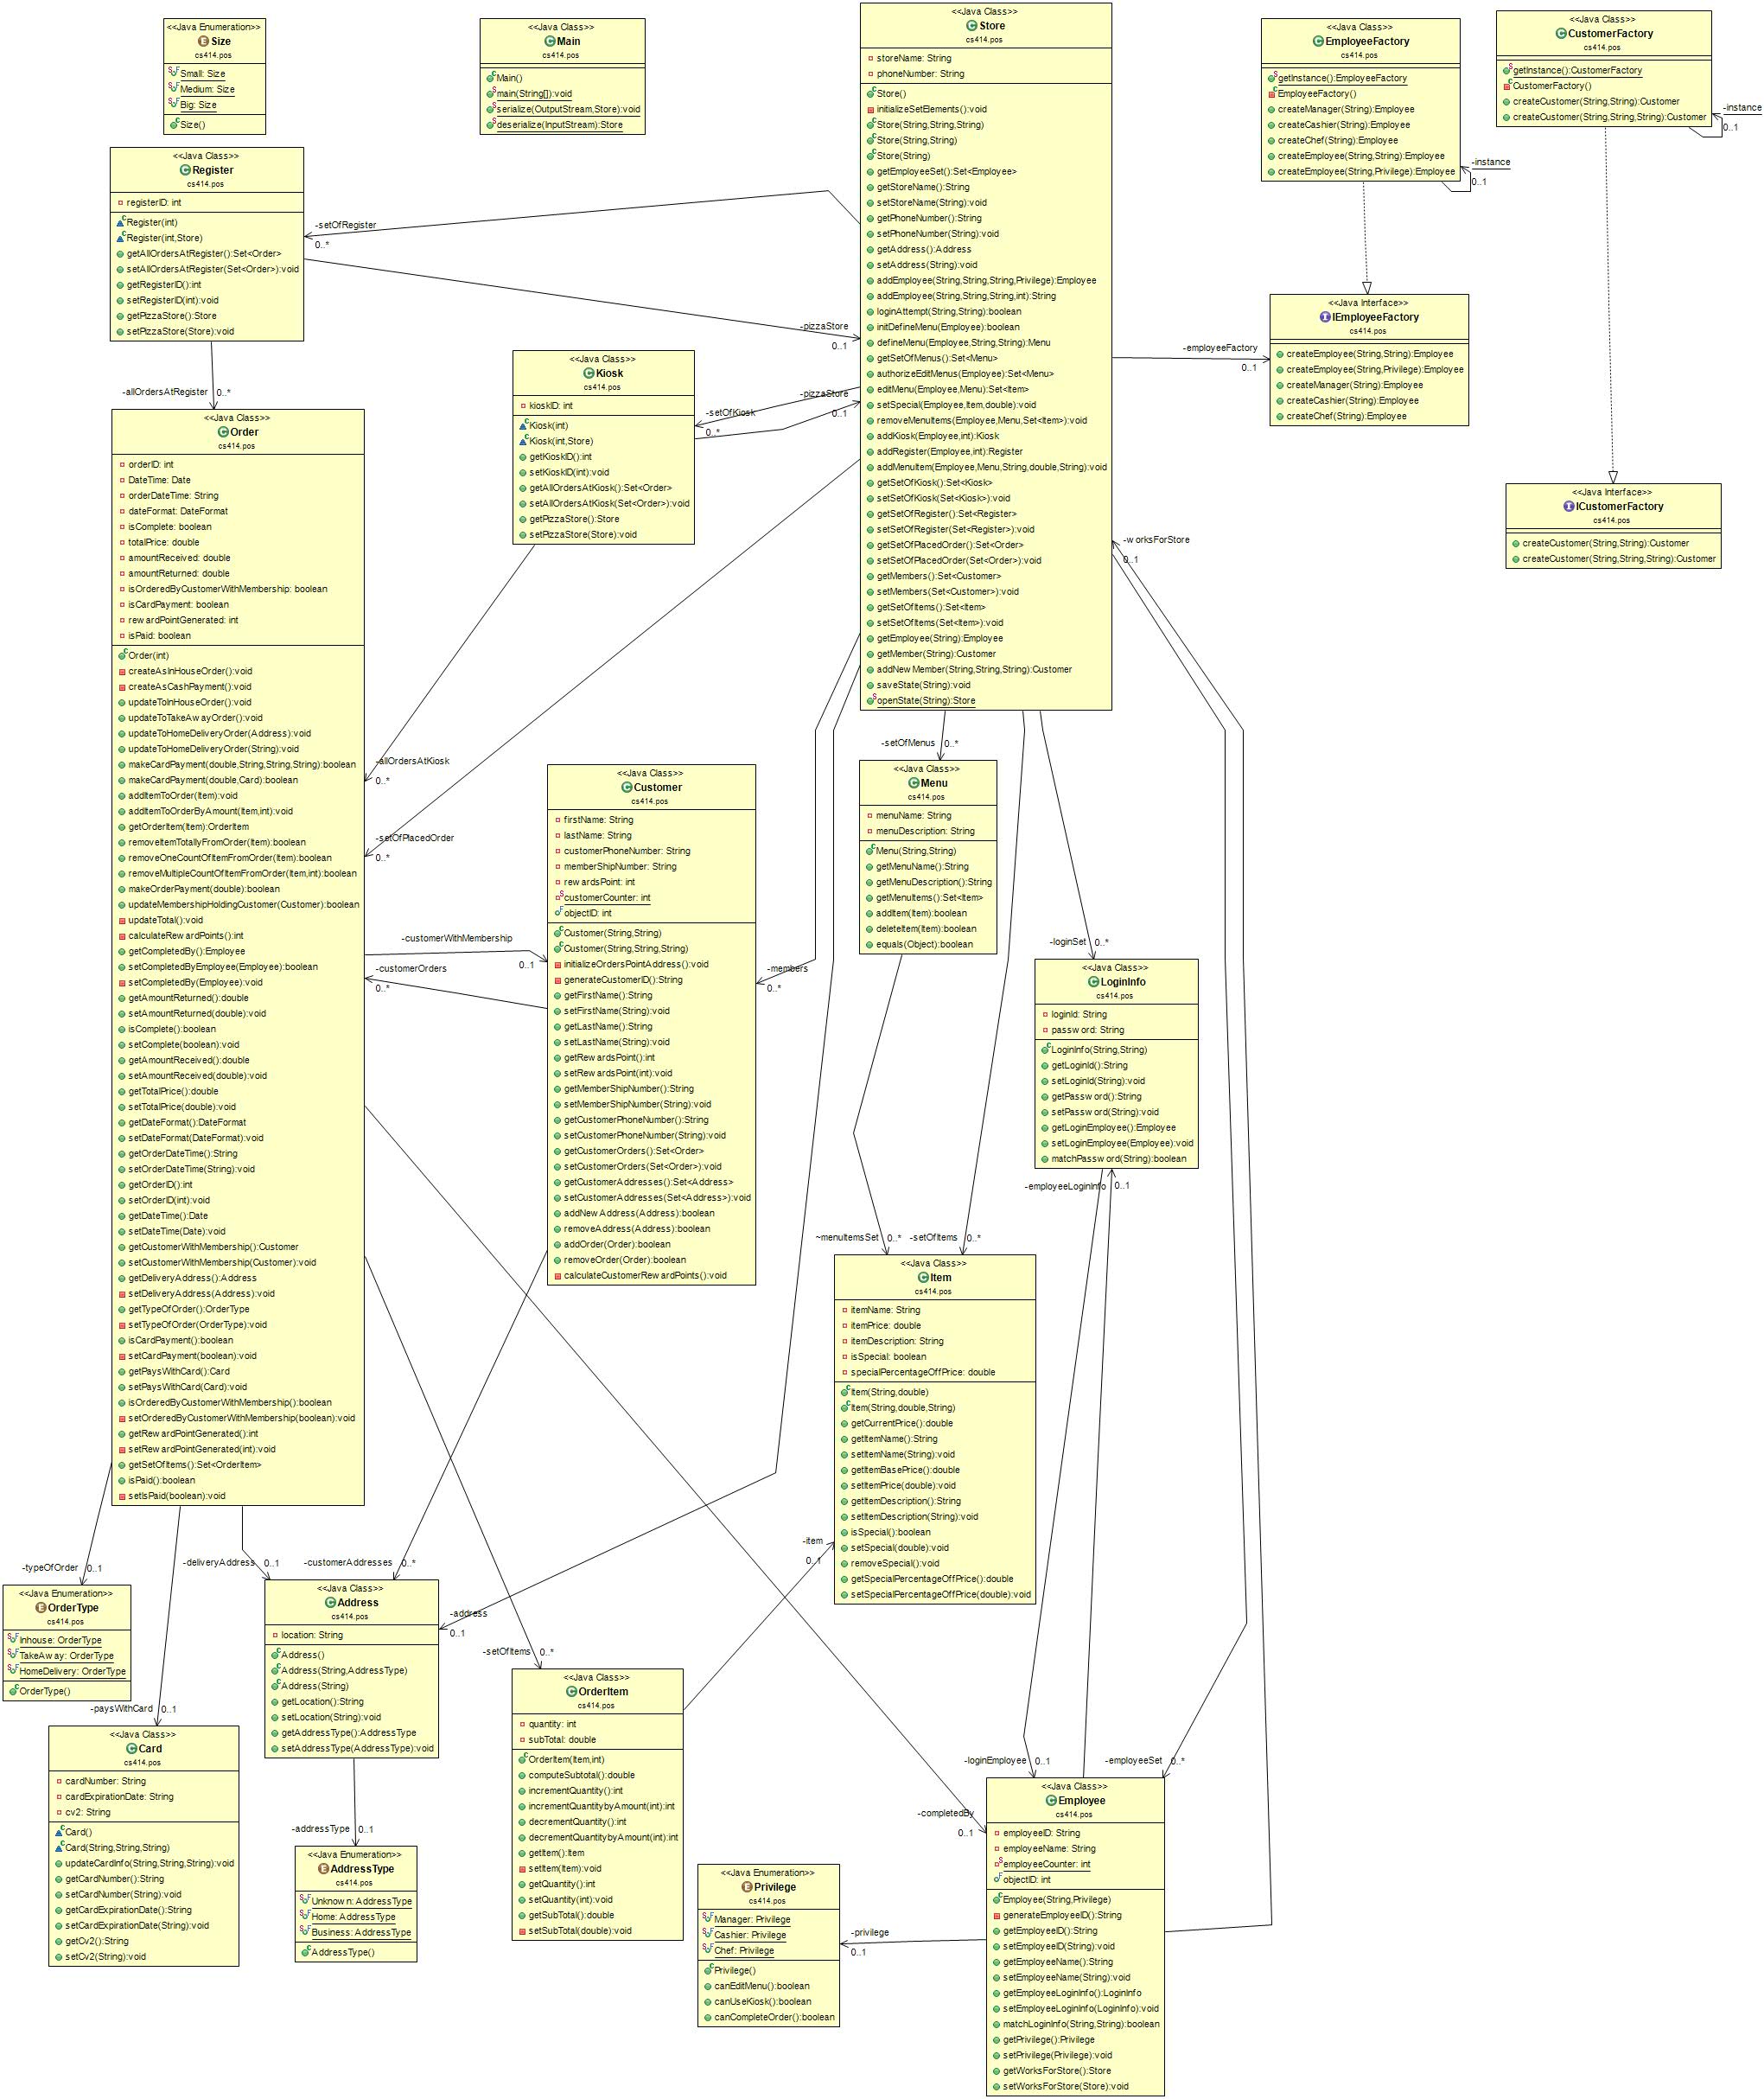 <<Java Enumeration>>
Size
cs414.pos
Small: Size
Medium: Size
Big: Size
Size()
<<Java Class>>
Main
cs414.pos
Main()
main(String[]):void
serialize(OutputStream,Store):void
deserialize(InputStream):Store
<<Java Class>>
Store
cs414.pos
storeName: String
phoneNumber: String
Store()
initializeSetElements():void
Store(String,String,String)
Store(String,String)
Store(String)
getEmployeeSet():Set<Employee>
getStoreName():String
setStoreName(String):void
getPhoneNumber():String
setPhoneNumber(String):void
getAddress():Address
setAddress(String):void
addEmployee(String,String,String,Privilege):Employee
addEmployee(String,String,String,int):String
loginAttempt(String,String):boolean
initDefineMenu(Employee):boolean
defineMenu(Employee,String,String):Menu
getSetOfMenus():Set<Menu>
authorizeEditMenus(Employee):Set<Menu>
editMenu(Employee,Menu):Set<Item>
setSpecial(Employee,Item,double):void
removeMenuItems(Employee,Menu,Set<Item>):void
addKiosk(Employee,int):Kiosk
addRegister(Employee,int):Register
addMenuItem(Employee,Menu,String,double,String):void
getSetOfKiosk():Set<Kiosk>
setSetOfKiosk(Set<Kiosk>):void
getSetOfRegister():Set<Register>
setSetOfRegister(Set<Register>):void
getSetOfPlacedOrder():Set<Order>
setSetOfPlacedOrder(Set<Order>):void
getMembers():Set<Customer>
setMembers(Set<Customer>):void
getSetOfItems():Set<Item>
setSetOfItems(Set<Item>):void
getEmployee(String):Employee
getMember(String):Customer
addNewMember(String,String,String):Customer
saveState(String):void
openState(String):Store
<<Java Class>>
EmployeeFactory
cs414.pos
getInstance():EmployeeFactory
EmployeeFactory()
createManager(String):Employee
createCashier(String):Employee
createChef(String):Employee
createEmployee(String,String):Employee
createEmployee(String,Privilege):Employee
-instance
0..1
<<Java Class>>
CustomerFactory
cs414.pos
getInstance():CustomerFactory
CustomerFactory()
createCustomer(String,String):Customer
createCustomer(String,String,String):Customer
-instance
0..1
<<Java Class>>
Register
cs414.pos
registerID: int
Register(int)
Register(int,Store)
getAllOrdersAtRegister():Set<Order>
setAllOrdersAtRegister(Set<Order>):void
getRegisterID():int
setRegisterID(int):void
getPizzaStore():Store
setPizzaStore(Store):void
-setOfRegister
0..*
-pizzaStore
0..1
-employeeFactory
0..1
<<Java Interface>>
IEmployeeFactory
cs414.pos
createEmployee(String,String):Employee
createEmployee(String,Privilege):Employee
createManager(String):Employee
createCashier(String):Employee
createChef(String):Employee
<<Java Interface>>
ICustomerFactory
cs414.pos
createCustomer(String,String):Customer
createCustomer(String,String,String):Customer
<<Java Class>>
Kiosk
cs414.pos
kioskID: int
Kiosk(int)
Kiosk(int,Store)
getKioskID():int
setKioskID(int):void
getAllOrdersAtKiosk():Set<Order>
setAllOrdersAtKiosk(Set<Order>):void
getPizzaStore():Store
setPizzaStore(Store):void
-setOfKiosk
0..*
-pizzaStore
0..1
-allOrdersAtRegister
0..*
<<Java Class>>
Order
cs414.pos
orderID: int
DateTime: Date
orderDateTime: String
dateFormat: DateFormat
isComplete: boolean
totalPrice: double
amountReceived: double
amountReturned: double
isOrderedByCustomerWithMembership: boolean
isCardPayment: boolean
rewardPointGenerated: int
isPaid: boolean
Order(int)
createAsInHouseOrder():void
createAsCashPayment():void
updateToInHouseOrder():void
updateToTakeAwayOrder():void
updateToHomeDeliveryOrder(Address):void
updateToHomeDeliveryOrder(String):void
makeCardPayment(double,String,String,String):boolean
makeCardPayment(double,Card):boolean
addItemToOrder(Item):void
addItemToOrderByAmount(Item,int):void
getOrderItem(Item):OrderItem
removeItemTotallyFromOrder(Item):boolean
removeOneCountOfItemFromOrder(Item):boolean
removeMultipleCountOfItemFromOrder(Item,int):boolean
makeOrderPayment(double):boolean
updateMembershipHoldingCustomer(Customer):boolean
updateTotal():void
calculateRewardPoints():int
getCompletedBy():Employee
setCompletedByEmployee(Employee):boolean
setCompletedBy(Employee):void
getAmountReturned():double
setAmountReturned(double):void
isComplete():boolean
setComplete(boolean):void
getAmountReceived():double
setAmountReceived(double):void
getTotalPrice():double
setTotalPrice(double):void
getDateFormat():DateFormat
setDateFormat(DateFormat):void
getOrderDateTime():String
setOrderDateTime(String):void
getOrderID():int
setOrderID(int):void
getDateTime():Date
setDateTime(Date):void
getCustomerWithMembership():Customer
setCustomerWithMembership(Customer):void
getDeliveryAddress():Address
setDeliveryAddress(Address):void
getTypeOfOrder():OrderType
setTypeOfOrder(OrderType):void
isCardPayment():boolean
setCardPayment(boolean):void
getPaysWithCard():Card
setPaysWithCard(Card):void
isOrderedByCustomerWithMembership():boolean
setOrderedByCustomerWithMembership(boolean):void
getRewardPointGenerated():int
setRewardPointGenerated(int):void
getSetOfItems():Set<OrderItem>
isPaid():boolean
setIsPaid(boolean):void
-allOrdersAtKiosk
0..*
-setOfPlacedOrder
0..*
-customerWithMembership
0..1
-customerOrders
0..*
<<Java Class>>
Customer
cs414.pos
firstName: String
lastName: String
customerPhoneNumber: String
memberShipNumber: String
rewardsPoint: int
customerCounter: int
objectID: int
Customer(String,String)
Customer(String,String,String)
initializeOrdersPointAddress():void
generateCustomerID():String
getFirstName():String
setFirstName(String):void
getLastName():String
setLastName(String):void
getRewardsPoint():int
setRewardsPoint(int):void
getMemberShipNumber():String
setMemberShipNumber(String):void
getCustomerPhoneNumber():String
setCustomerPhoneNumber(String):void
getCustomerOrders():Set<Order>
setCustomerOrders(Set<Order>):void
getCustomerAddresses():Set<Address>
setCustomerAddresses(Set<Address>):void
addNewAddress(Address):boolean
removeAddress(Address):boolean
addOrder(Order):boolean
removeOrder(Order):boolean
calculateCustomerRewardPoints():void
-members
0..*
-setOfMenus
0..*
<<Java Class>>
Menu
cs414.pos
menuName: String
menuDescription: String
Menu(String,String)
getMenuName():String
getMenuDescription():String
getMenuItems():Set<Item>
addItem(Item):boolean
deleteItem(Item):boolean
equals(Object):boolean
-worksForStore
0..1
-loginSet
0..*
<<Java Class>>
LoginInfo
cs414.pos
loginId: String
password: String
LoginInfo(String,String)
getLoginId():String
setLoginId(String):void
getPassword():String
setPassword(String):void
getLoginEmployee():Employee
setLoginEmployee(Employee):void
matchPassword(String):boolean
-employeeLoginInfo
0..1
~menuItemsSet
0..*
-setOfItems
0..*
<<Java Class>>
Item
cs414.pos
itemName: String
itemPrice: double
itemDescription: String
isSpecial: boolean
specialPercentageOffPrice: double
Item(String,double)
Item(String,double,String)
getCurrentPrice():double
getItemName():String
setItemName(String):void
getItemBasePrice():double
setItemPrice(double):void
getItemDescription():String
setItemDescription(String):void
isSpecial():boolean
setSpecial(double):void
removeSpecial():void
getSpecialPercentageOffPrice():double
setSpecialPercentageOffPrice(double):void
-item
0..1
-typeOfOrder
0..1
-deliveryAddress
0..1
-customerAddresses
0..*
<<Java Enumeration>>
OrderType
cs414.pos
Inhouse: OrderType
TakeAway: OrderType
HomeDelivery: OrderType
OrderType()
<<Java Class>>
Address
cs414.pos
location: String
Address()
Address(String,AddressType)
Address(String)
getLocation():String
setLocation(String):void
getAddressType():AddressType
setAddressType(AddressType):void
-address
0..1
-setOfItems
0..*
-paysWithCard
0..1
<<Java Class>>
Card
cs414.pos
cardNumber: String
cardExpirationDate: String
cv2: String
Card()
Card(String,String,String)
updateCardInfo(String,String,String):void
getCardNumber():String
setCardNumber(String):void
getCardExpirationDate():String
setCardExpirationDate(String):void
getCv2():String
setCv2(String):void
-addressType
0..1
<<Java Enumeration>>
AddressType
cs414.pos
Unknown: AddressType
Home: AddressType
Business: AddressType
AddressType()
<<Java Class>>
OrderItem
cs414.pos
quantity: int
subTotal: double
OrderItem(Item,int)
computeSubtotal():double
incrementQuantity():int
incrementQuantitybyAmount(int):int
decrementQuantity():int
decrementQuantitybyAmount(int):int
getItem():Item
setItem(Item):void
getQuantity():int
setQuantity(int):void
getSubTotal():double
setSubTotal(double):void
<<Java Enumeration>>
Privilege
cs414.pos
Manager: Privilege
Cashier: Privilege
Chef: Privilege
Privilege()
canEditMenu():boolean
canUseKiosk():boolean
canCompleteOrder():boolean
-privilege
0..1
-loginEmployee
0..1
-employeeSet
0..*
-completedBy
0..1
<<Java Class>>
Employee
cs414.pos
employeeID: String
employeeName: String
employeeCounter: int
objectID: int
Employee(String,Privilege)
generateEmployeeID():String
getEmployeeID():String
setEmployeeID(String):void
getEmployeeName():String
setEmployeeName(String):void
getEmployeeLoginInfo():LoginInfo
setEmployeeLoginInfo(LoginInfo):void
matchLoginInfo(String,String):boolean
getPrivilege():Privilege
setPrivilege(Privilege):void
getWorksForStore():Store
setWorksForStore(Store):void